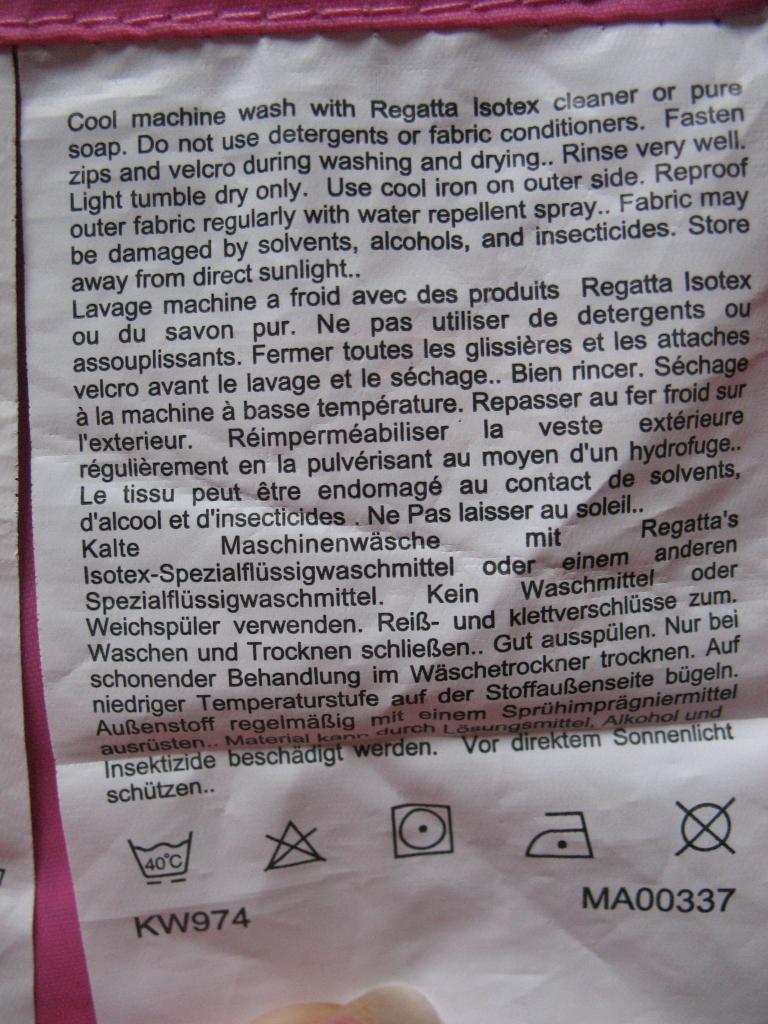 Cool machine wash with Regatta Isotex cleaner or pure
soap. Do not use detergents or fabric conditioners. Fasten
zips and velcro during washing and drying.. Rinse very well.
Light tumble dry only. Use cool iron on outer side. Reproof
outer fabric regularly with water repellent spray.. Fabric may
be damaged by solvents, alcohols, and insecticides. Store
away from direct sunlight..
Lavage machine a froid avec des produits Regatta Isotex
ou du savon pur. Ne pas utiliser de detergents ou
assouplissants. Fermer toutes les glissières et les attaches
velcro avant le lavage et le séchage.. Bien rincer. Séchage
à la machine à basse température. Repasser au fer froid sur
l'exterieur. Réimperméabiliser la veste extérieure
régulièrement en la pulvérisant au moyen d'un hydrofuge..
Le tissu peut être endomagé au contact de solvents,
d'alcool et d'insecticides . Ne Pas laisser au soleil..
Kalte Maschinenwäsche mit Regatta's
Isotex-Spezialflüssigwaschmittel oder einem anderen
Spezialflüssigwaschmittel. Kein Waschmittel oder
Weichspüler verwenden. Reiß- und klettverschlüsse zum.
Waschen und Trocknen schließen.. Gut ausspülen. Nur bei
schonender Behandlung im Wäschetrockner trocknen. Auf
niedriger Temperaturstufe auf der Stoffaußenseite bügeln.
Außenstoff regelmäßig mit einem Sprühimprägniermittel
ausrüsten.. Material kann durch Lösungsmittel, Alkohol und
Insektizide beschädigt werden. Vor direktem Sonnenlicht
schützen..
40°C
KW974 MA00337